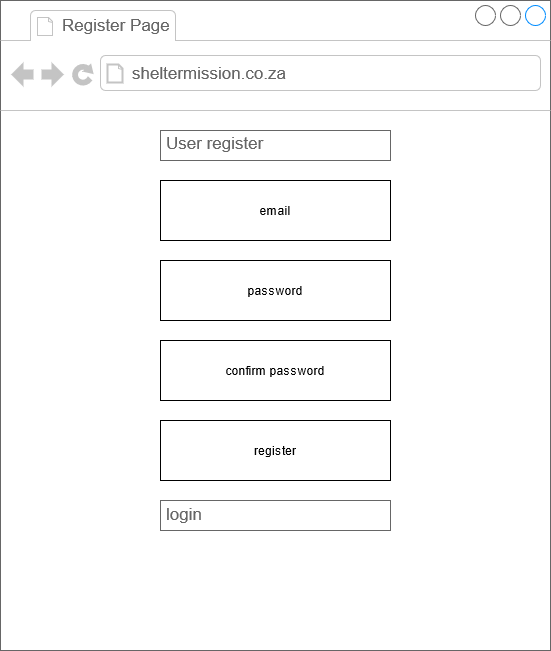 Register Page
sheltermission.co.za
User register
email
password
confirm password
register
login